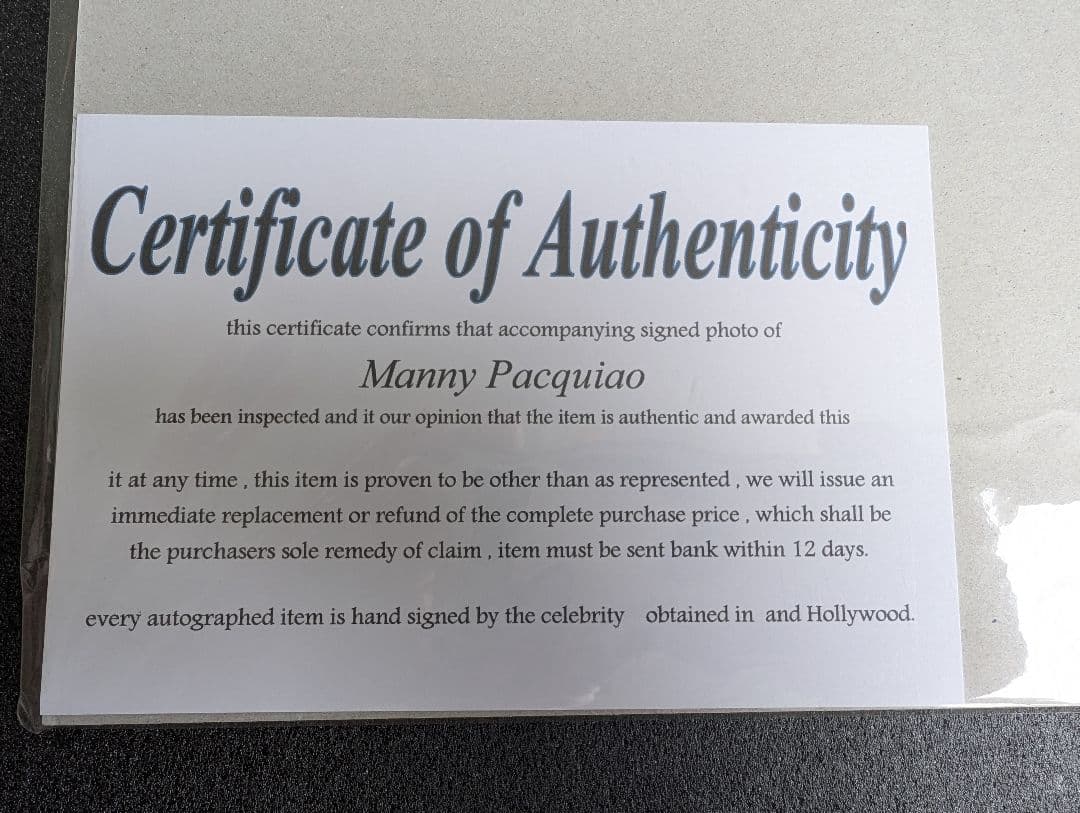 Certificate of Authenticity
this certificate confirms that accompanying signed photo of
Manny Pacquiao
has been inspected and it our opinion that the item is authentic and awarded this
it at any time , this item is proven to be other than as represented , we will issue an
immediate replacement or refund of the complete purchase price , which shall be
the purchasers sole remedy of claim , item must be sent bank within 12 days.
every autographed item is hand signed by the celebrity obtained in and Hollywood.